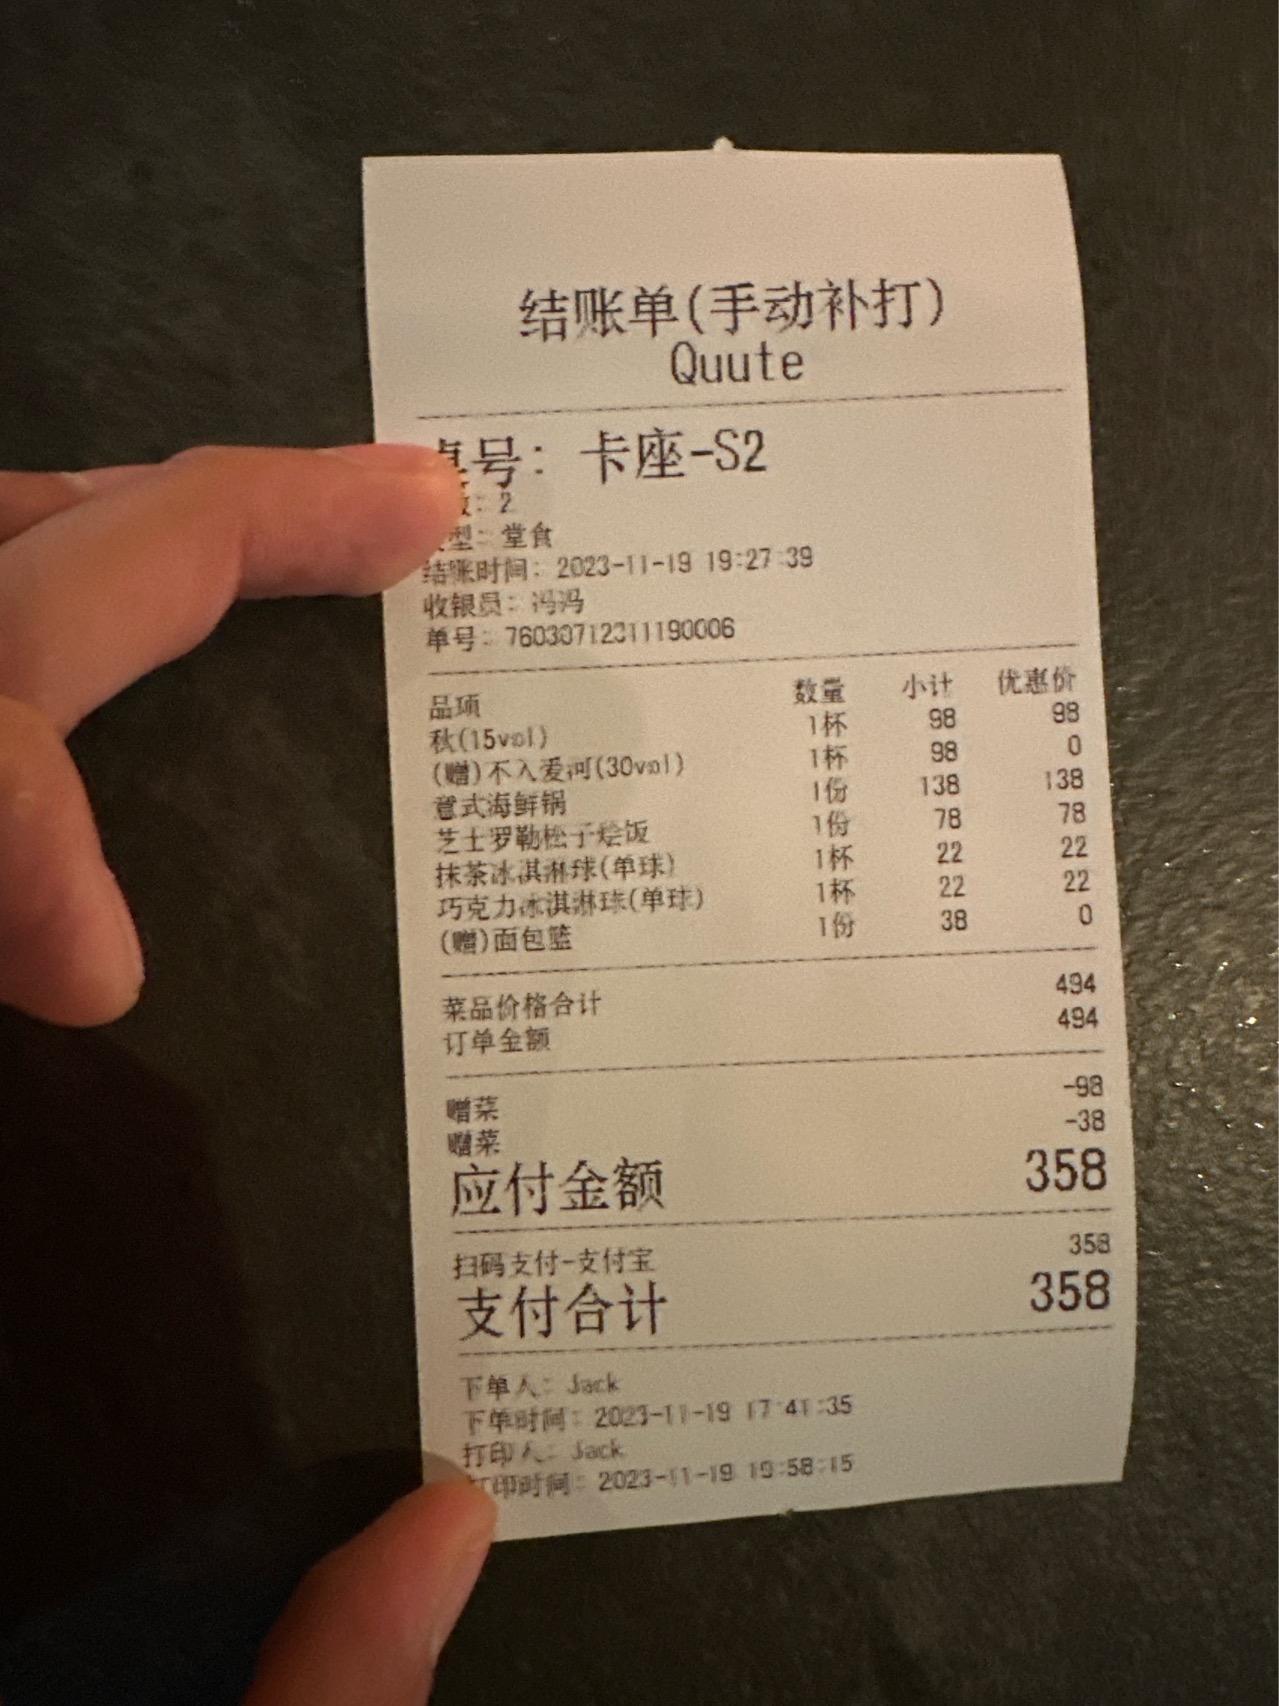 结账单(手动补打)
Quute
桌号: 卡座-S2
数: 2
型: 堂食
结账时间: 2023-11-19 19:27:39
收银员: 冯冯
单号: 76030712311190006
品项 数量 小计 优惠价
秋(15vol) 1杯 98 98
(赠)不入爱河(30vol) 1杯 98 0
意式海鲜锅 1份 138 138
芝士罗勒松子烩饭 1份 78 78
抹茶冰淇淋球(单球) 1杯 22 22
巧克力冰淇淋球(单球) 1杯 22 22
(赠)面包篮 1份 38 0
菜品价格合计 494
订单金额 494
赠菜 -98
赠菜 -38
应付金额 358
扫码支付-支付宝 358
支付合计 358
下单人: Jack
下单时间: 2023-11-19 17:41:35
打印人: Jack
打印时间: 2023-11-19 19:58:15